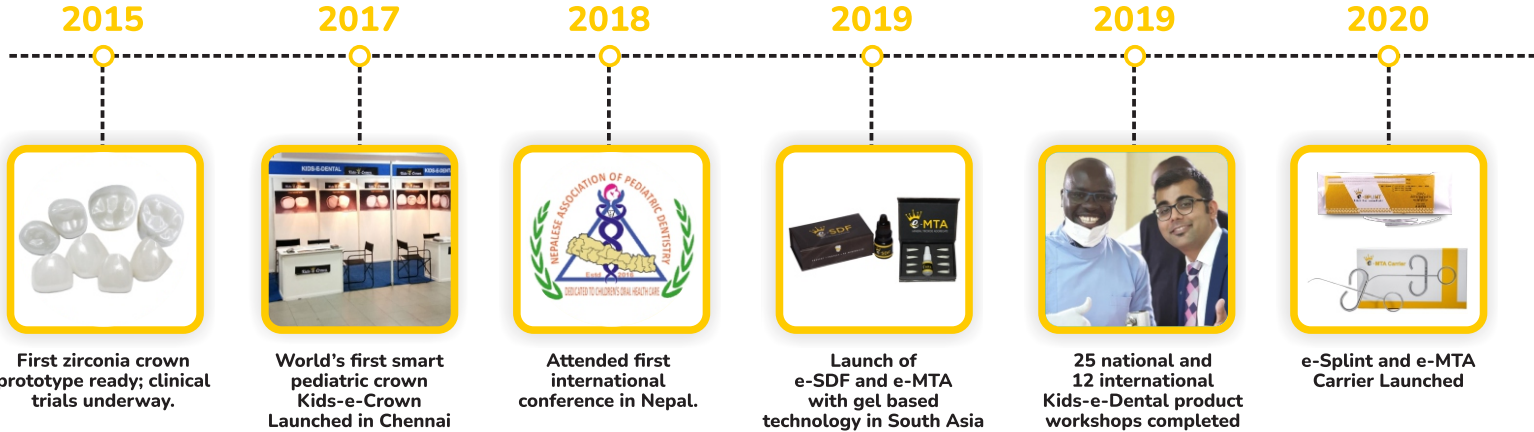 2015
2017
2018
2019
2019
2020
KIDS-E-DENTAL
NEPALESE ASSOCIATION OF PEDIATRIC DENTISTRY
Estd. 2016
DEDICATED TO CHILDREN'S ORAL HEALTH CARE
e-SDF
e-MTA
e-SPLINT
e-MTA Carrier
First zirconia crown
prototype ready; clinical
trials underway.
World’s first smart
pediatric crown
Kids-e-Crown
Launched in Chennai
Attended first
international
conference in Nepal.
Launch of
e-SDF and e-MTA
with gel based
technology in South Asia
25 national and
12 international
Kids-e-Dental product
workshops completed
e-Splint and e-MTA
Carrier Launched